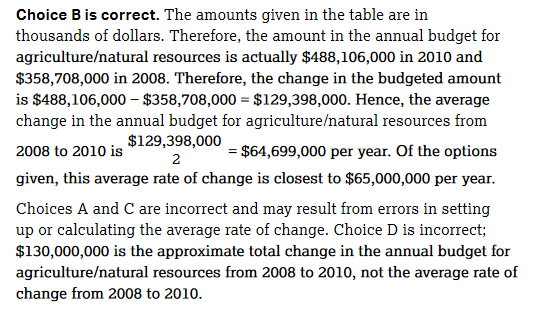 Choice B is correct. The amounts given in the table are in
thousands of dollars. Therefore, the amount in the annual budget for
agriculture/natural resources is actually $488,106,000 in 2010 and
$358,708,000 in 2008. Therefore, the change in the budgeted amount
is $488,106,000 – $358,708,000 = $129,398,000. Hence, the average
change in the annual budget for agriculture/natural resources from
2008 to 2010 is $129,398,000 / 2 = $64,699,000 per year. Of the options
given, this average rate of change is closest to $65,000,000 per year.
Choices A and C are incorrect and may result from errors in setting
up or calculating the average rate of change. Choice D is incorrect;
$130,000,000 is the approximate total change in the annual budget for
agriculture/natural resources from 2008 to 2010, not the average rate of
change from 2008 to 2010.